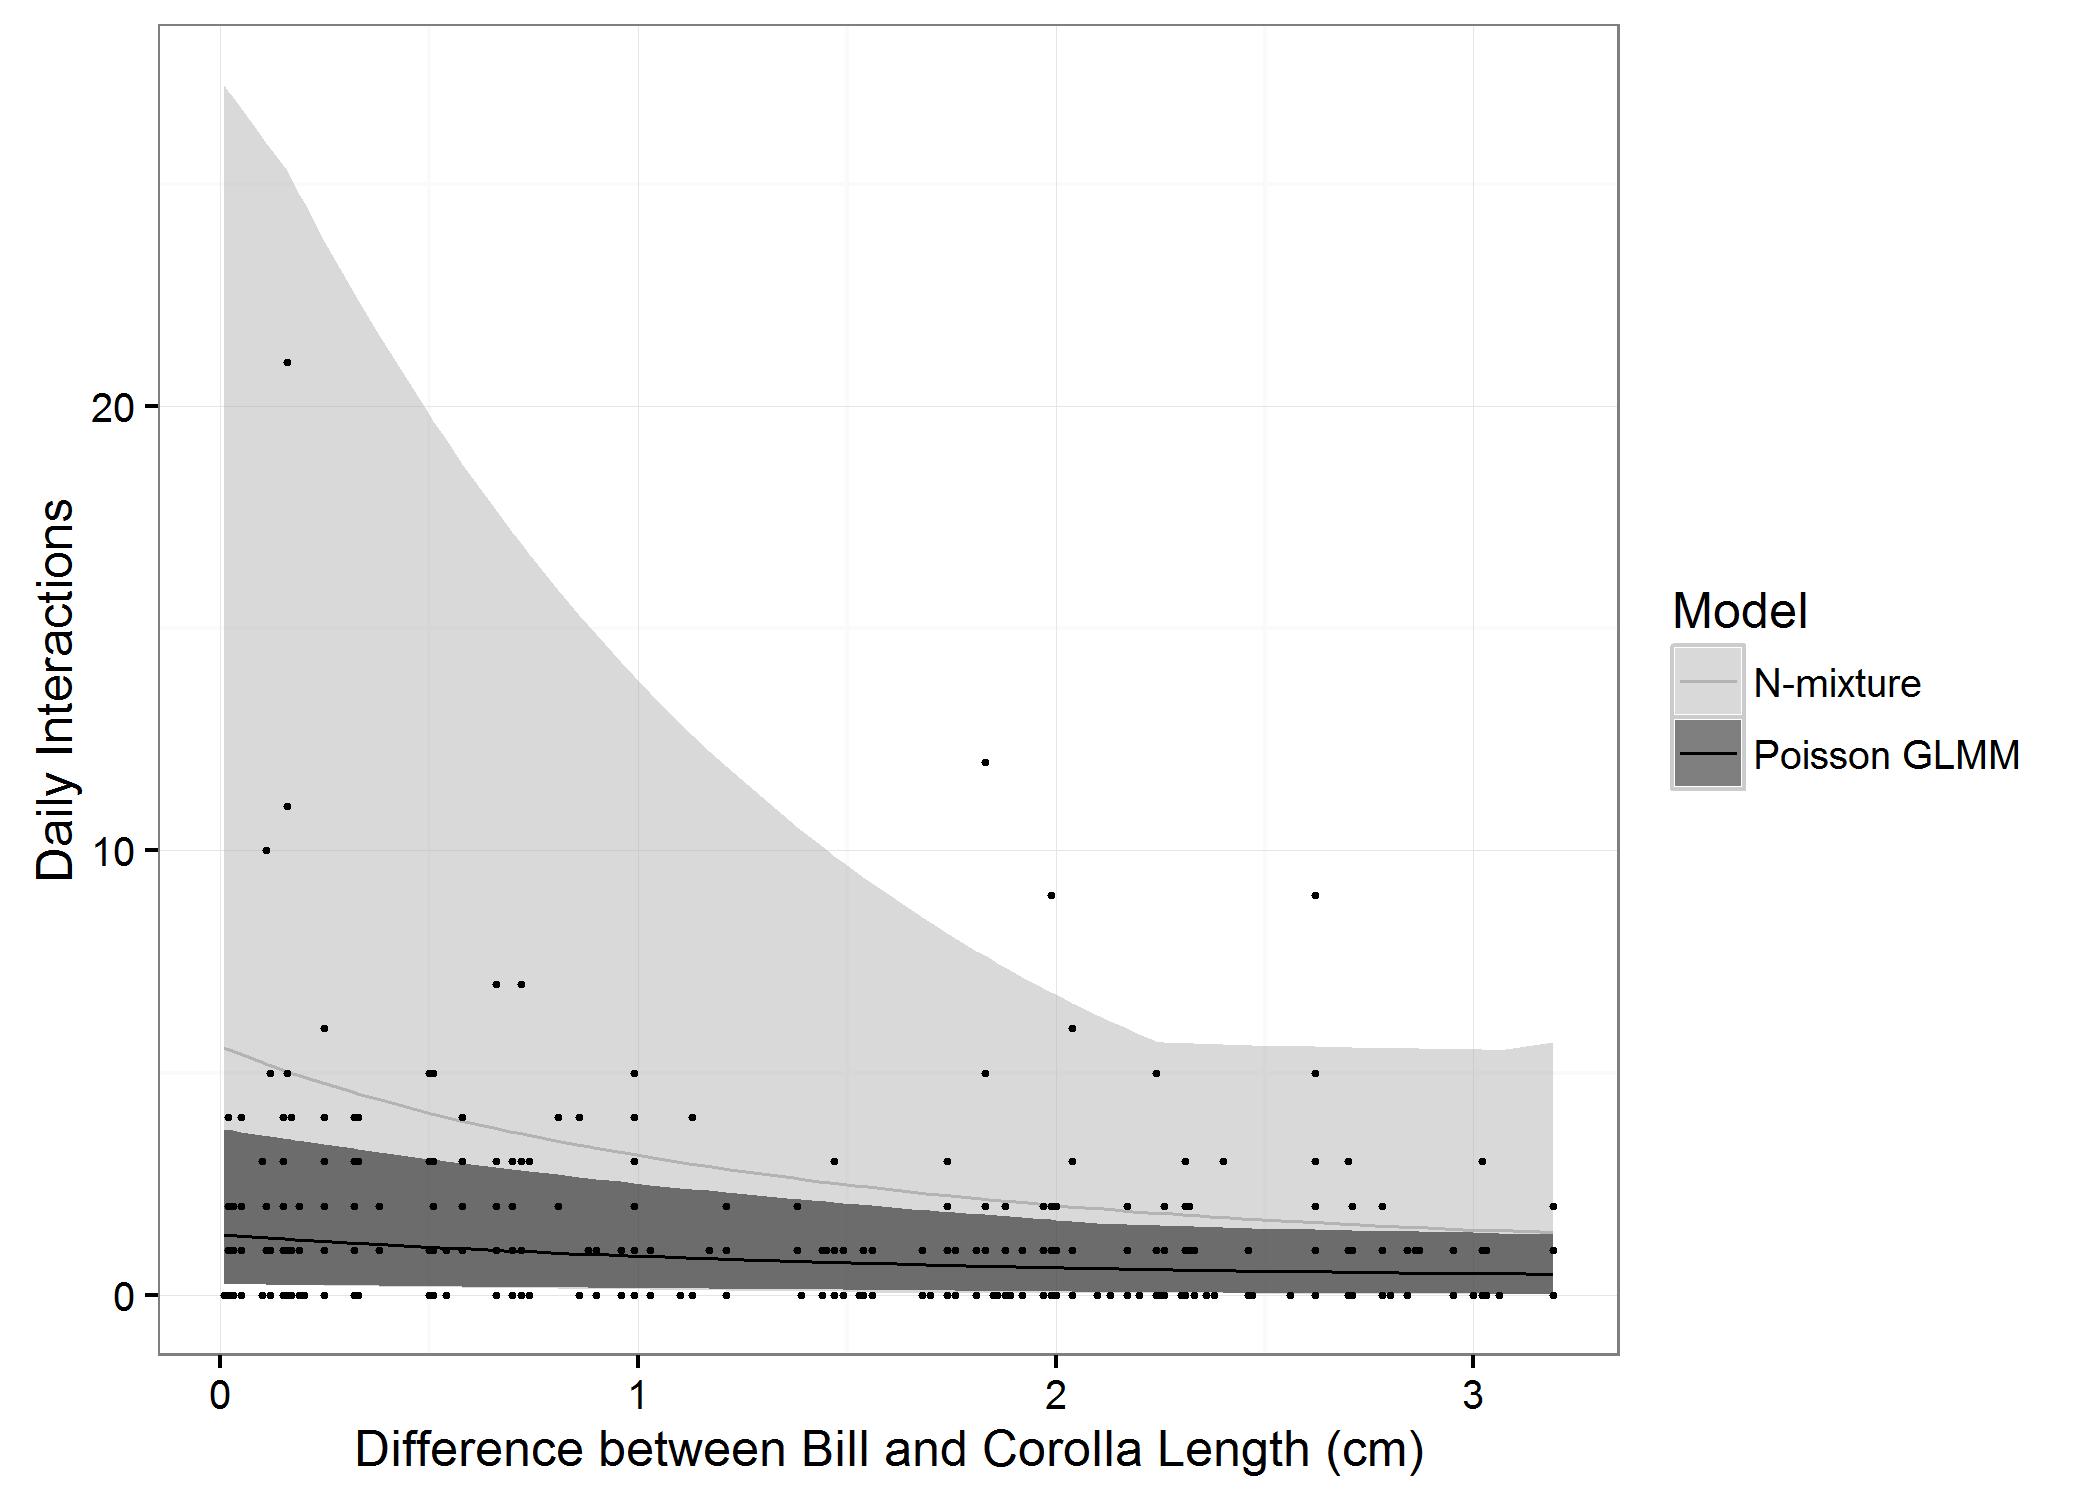 Daily Interactions
20
10
0
0
1
2
3
Difference between Bill and Corolla Length (cm)
Model
N-mixture
Poisson GLMM